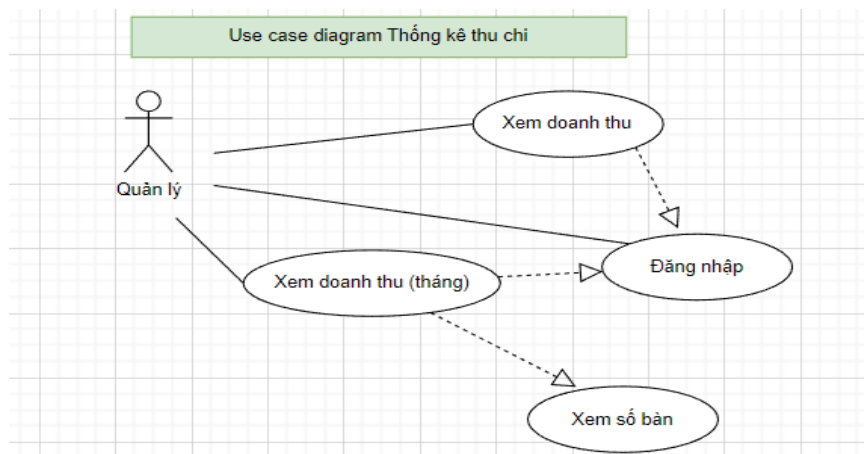 Use case diagram Thống kê thu chi
Xem doanh thu
Quản lý
Đăng nhập
Xem doanh thu (tháng)
Xem số bàn